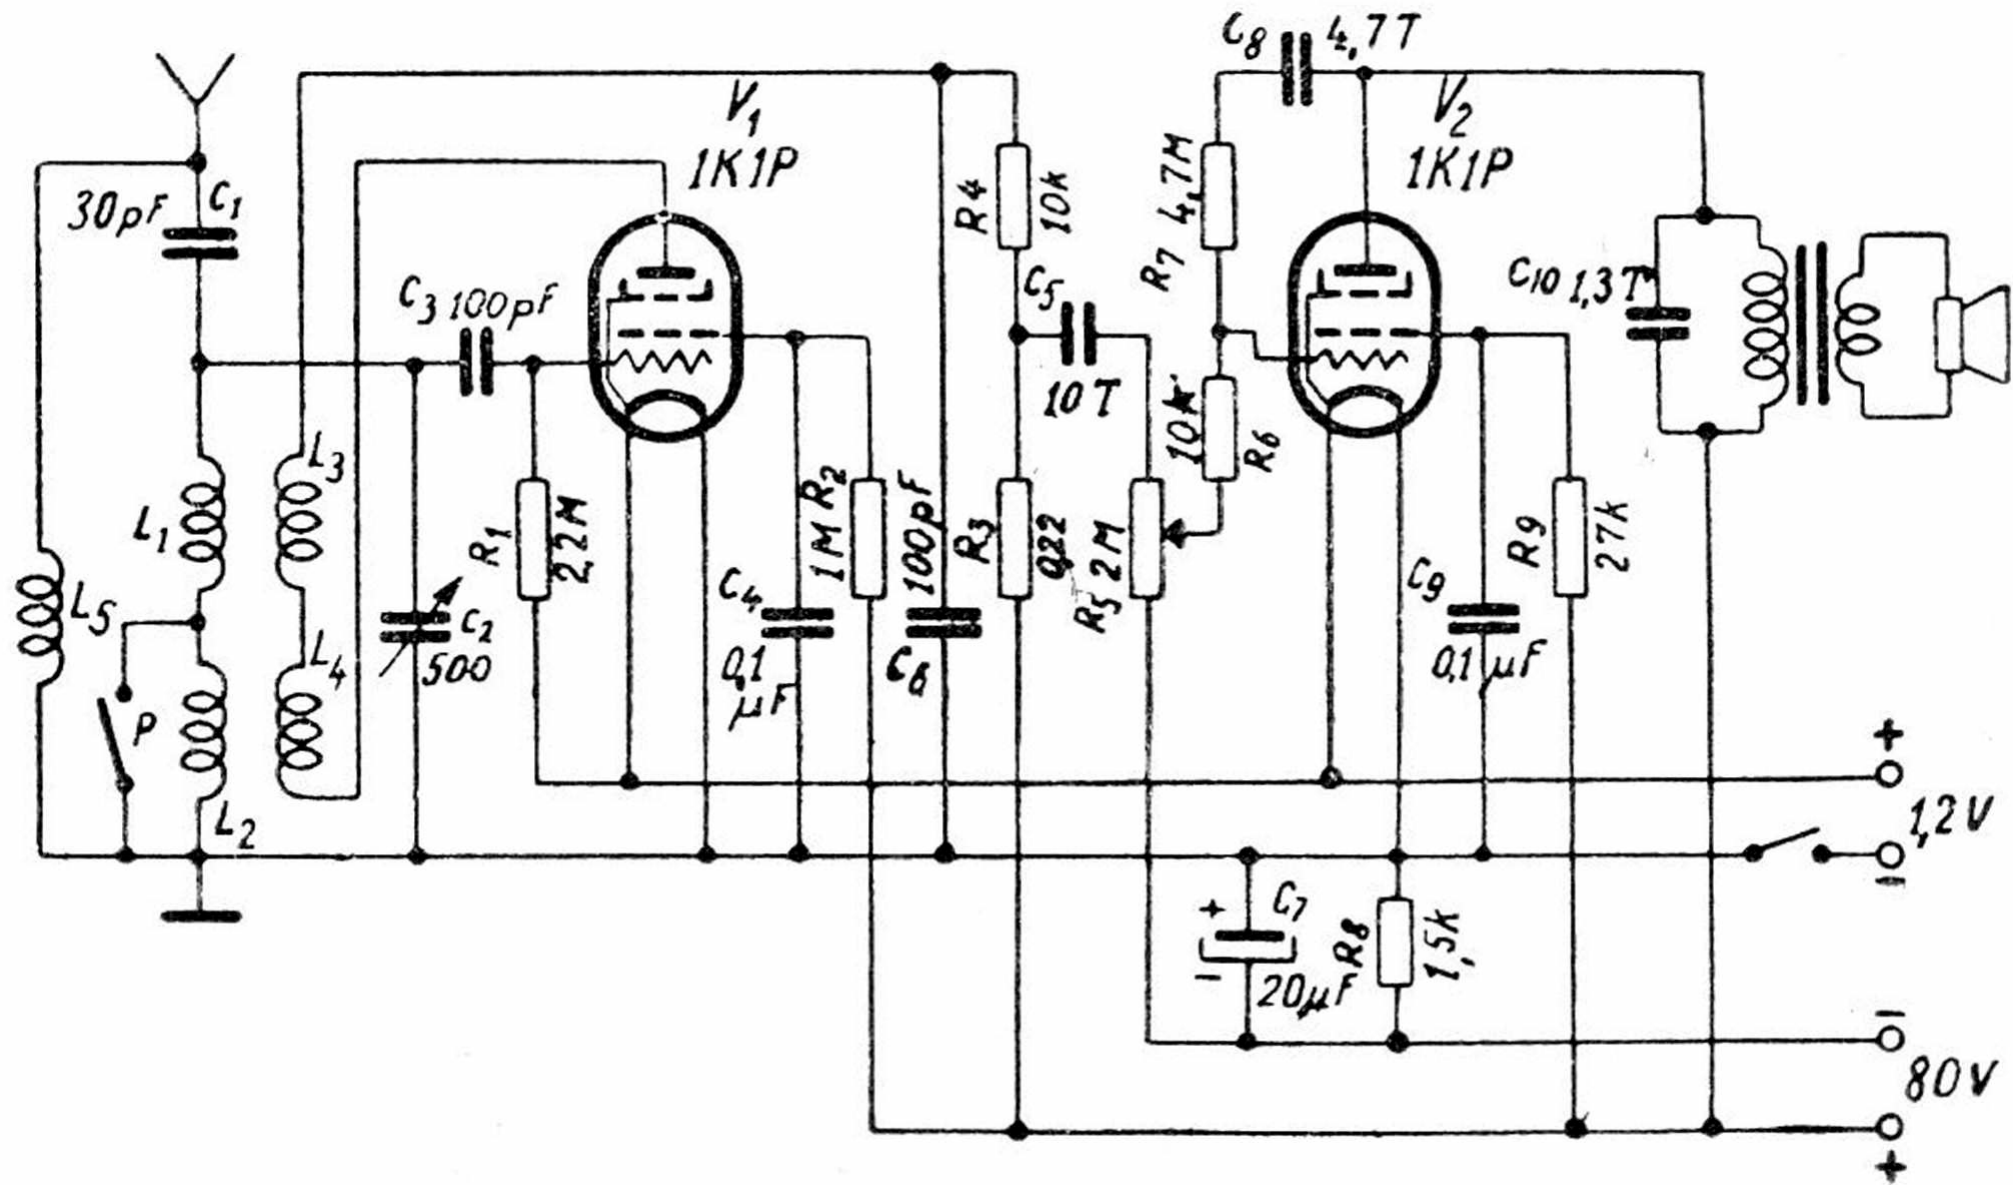 C8 4,7T
V1
1K1P
V2
1K1P
30pF C1
R4 10k
R7 4,7M
C3 100pF
C5
10T
C10 1,3T
10k R6
L3
L1
L4
L5
L2
P
C2
500
R1 2,2M
C4
0,1
µF
1M R2
100pF
C6
R3 0,22
R5 2M
C9
0,1 µF
R9 27k
+
1,2V
−
+ C7
− 20µF
R8 1,5k
−
80V
+